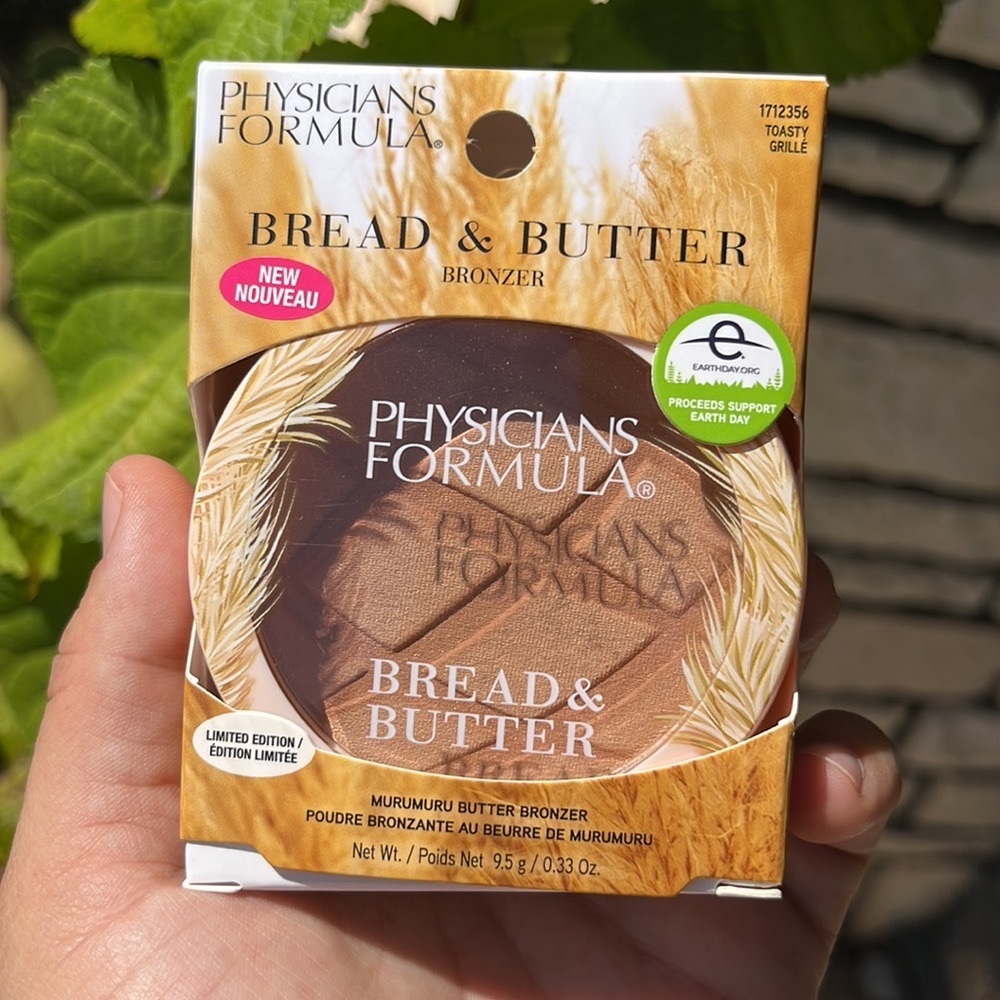 PHYSICIANS
FORMULA®
1712356
TOASTY
GRILLÉ
BREAD & BUTTER
BRONZER
NEW
NOUVEAU
e
EARTHDAY.ORG
PROCEEDS SUPPORT
EARTH DAY
PHYSICIANS
FORMULA®
PHYSICIANS
FORMULA
BREAD &
BUTTER
BREA
LIMITED EDITION /
ÉDITION LIMITÉE
MURUMURU BUTTER BRONZER
POUDRE BRONZANTE AU BEURRE DE MURUMURU
Net Wt. / Poids Net 9.5 g / 0.33 Oz.